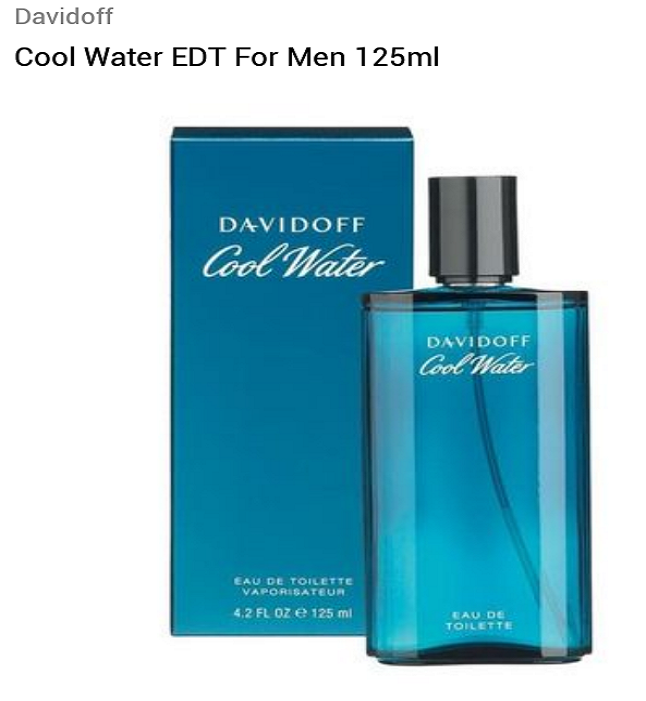 Davidoff
Cool Water EDT For Men 125ml
DAVIDOFF
Cool Water
EAU DE TOILETTE
VAPORISATEUR
4.2 FL OZ ℮ 125 ml
DAVIDOFF
Cool Water
EAU DE
TOILETTE